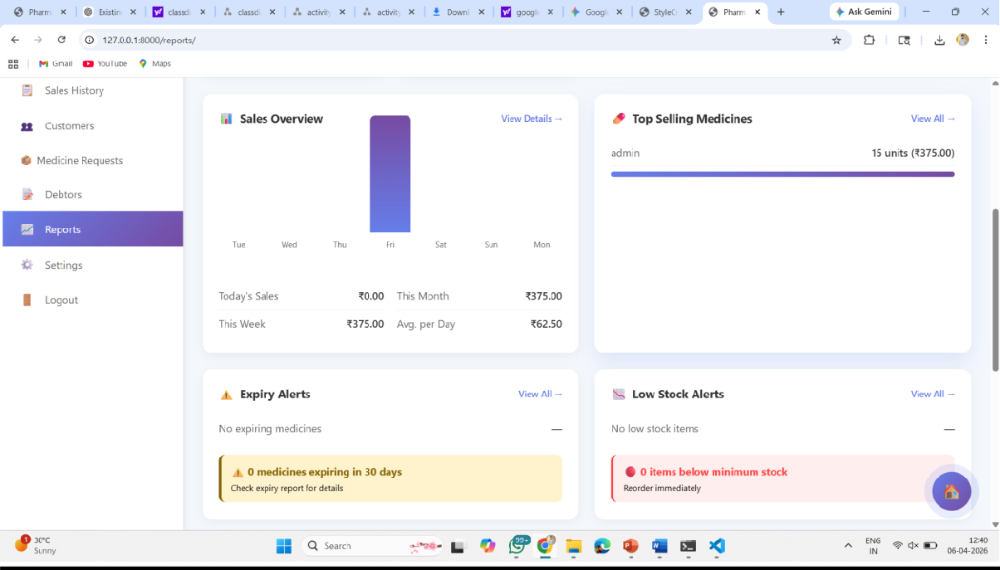 Pharm
Existing
classdi
classdi
activity
activity
Downl
google
Google
StyleCr
Pharm
Ask Gemini
127.0.0.1:8000/reports/
Gmail
YouTube
Maps
Sales History
Customers
Medicine Requests
Debtors
Reports
Settings
Logout
Sales Overview
View Details →
Tue Wed Thu Fri Sat Sun Mon
Today's Sales ₹0.00 This Month ₹375.00
This Week ₹375.00 Avg. per Day ₹62.50
Top Selling Medicines
View All →
admin 15 units (₹375.00)
Expiry Alerts
View All →
No expiring medicines —
0 medicines expiring in 30 days
Check expiry report for details
Low Stock Alerts
View All →
No low stock items —
0 items below minimum stock
Reorder immediately
1
30°C
Sunny
Search
99+
ENG
IN
12:40
06-04-2026